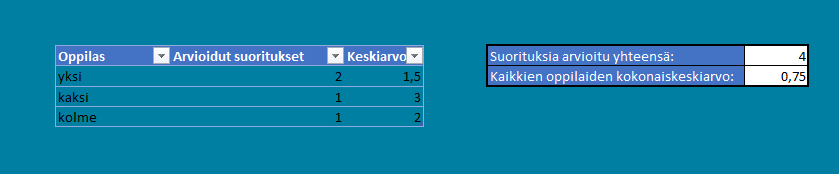 Oppilas Arvioidut suoritukset Keskiarvo
yksi 2 1,5
kaksi 1 3
kolme 1 2
Suorituksia arvioitu yhteensä: 4
Kaikkien oppilaiden kokonaiskeskiarvo: 0,75